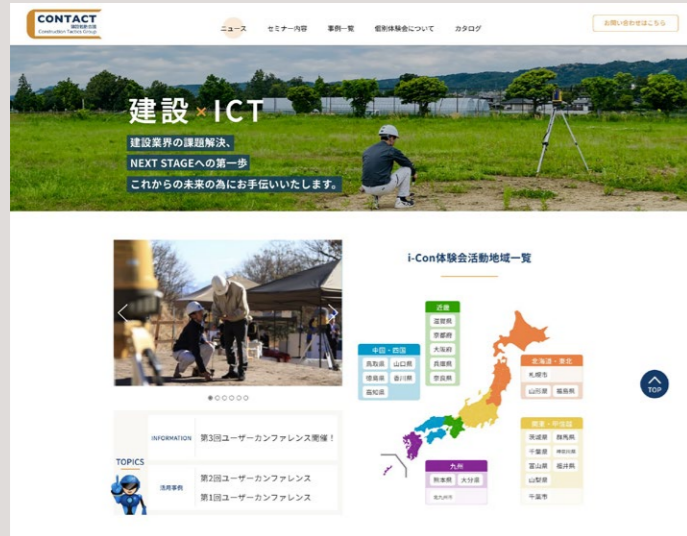 CONTACT
Construction Tactics Group
ニュース
セミナー内容
事例一覧
個別体験会について
カタログ
お問い合わせはこちら
建設×ICT
建設業界の課題解決、
NEXT STAGEへの第一歩
これからの未来の為にお手伝いいたします。
i-Con体験会活動地域一覧
近畿
滋賀県
京都府
大阪府
兵庫県
奈良県
中国・四国
鳥取県 山口県
徳島県 香川県
高知県
北海道・東北
札幌市
山形県 福島県
関東・甲信越
茨城県 群馬県
千葉県 神奈川県
富山県 福井県
山梨県
千葉市
九州
熊本県 大分県
北九州市
TOP
TOPICS
INFORMATION
第3回ユーザーカンファレンス開催！
活用事例
第2回ユーザーカンファレンス
第1回ユーザーカンファレンス